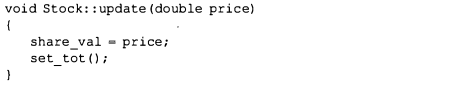 void Stock::update(double price)
{
    share_val = price;
    set_tot();
}